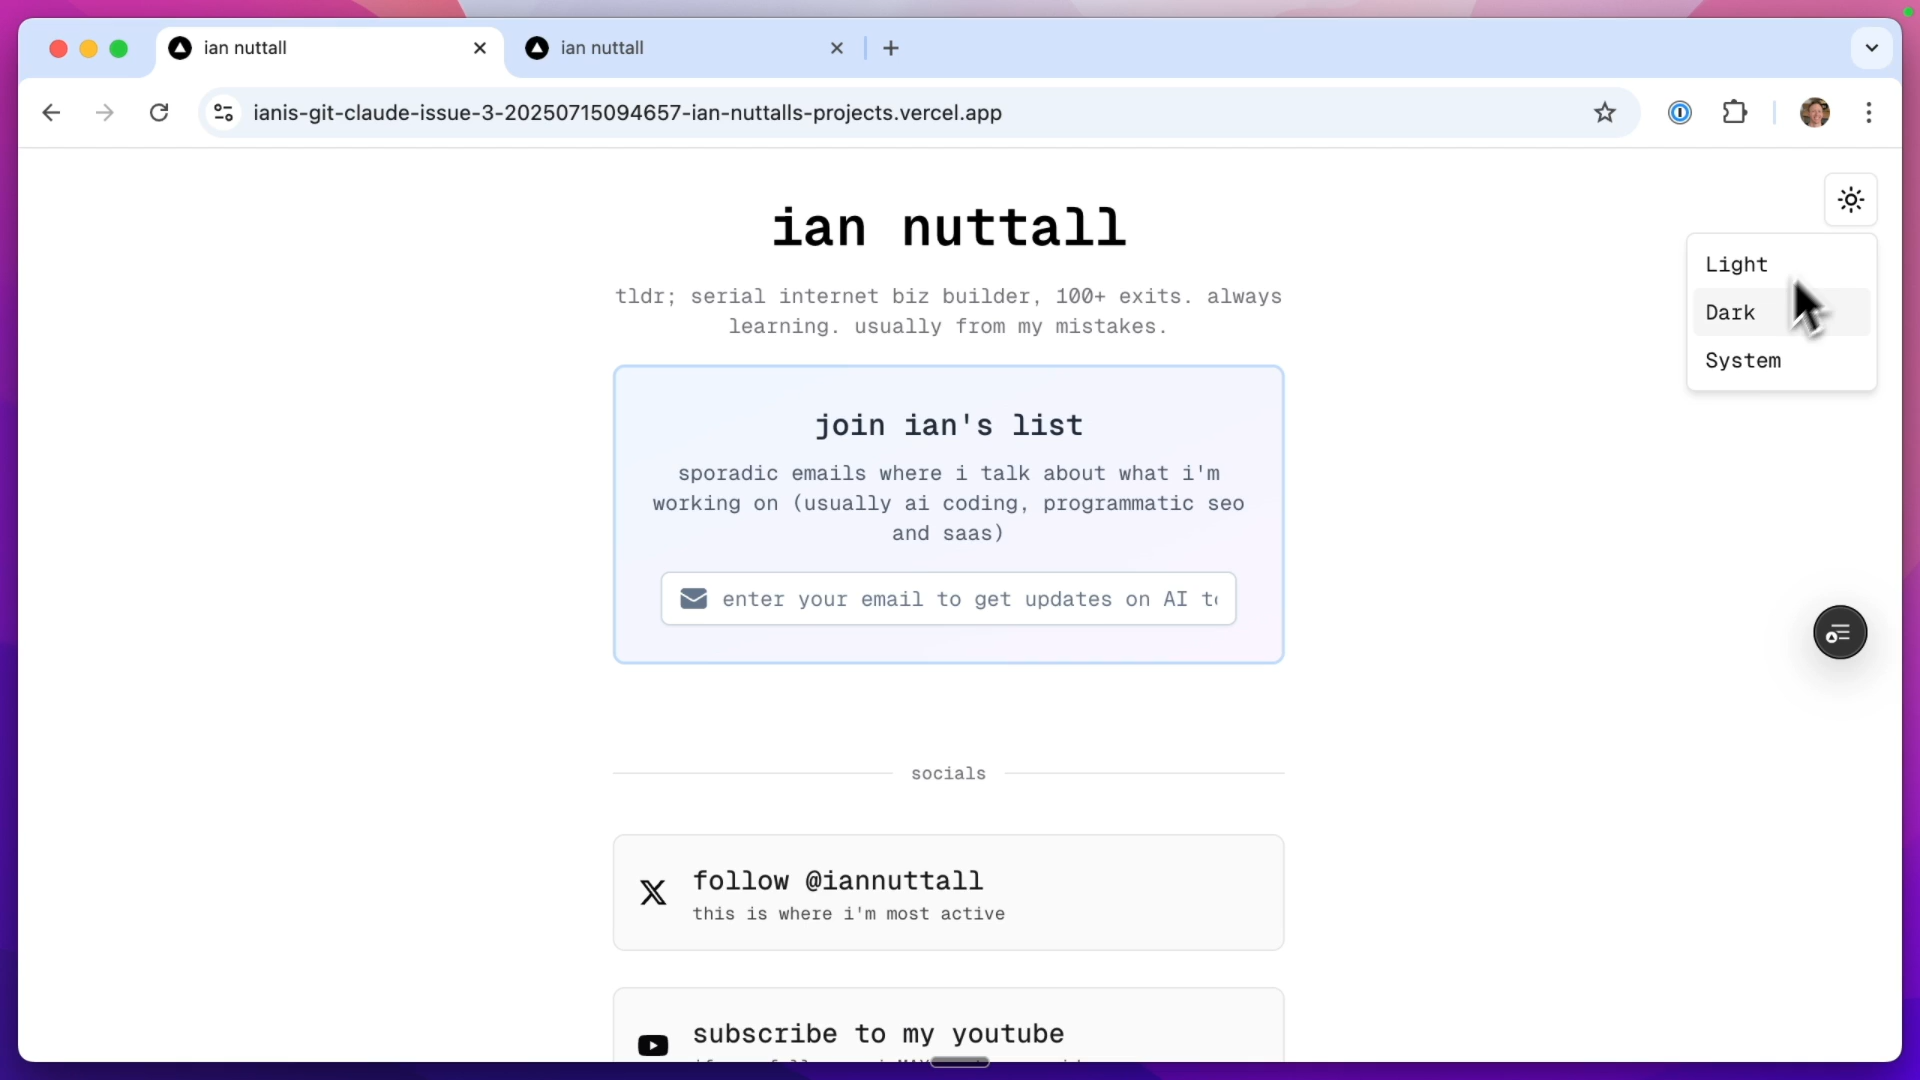 ian nuttall
ian nuttall
ianis-git-claude-issue-3-20250715094657-ian-nuttalls-projects.vercel.app
ian nuttall
tldr; serial internet biz builder, 100+ exits. always
learning. usually from my mistakes.
Light
Dark
System
join ian's list
sporadic emails where i talk about what i'm
working on (usually ai coding, programmatic seo
and saas)
enter your email to get updates on AI to
socials
follow @iannuttall
this is where i'm most active
subscribe to my youtube